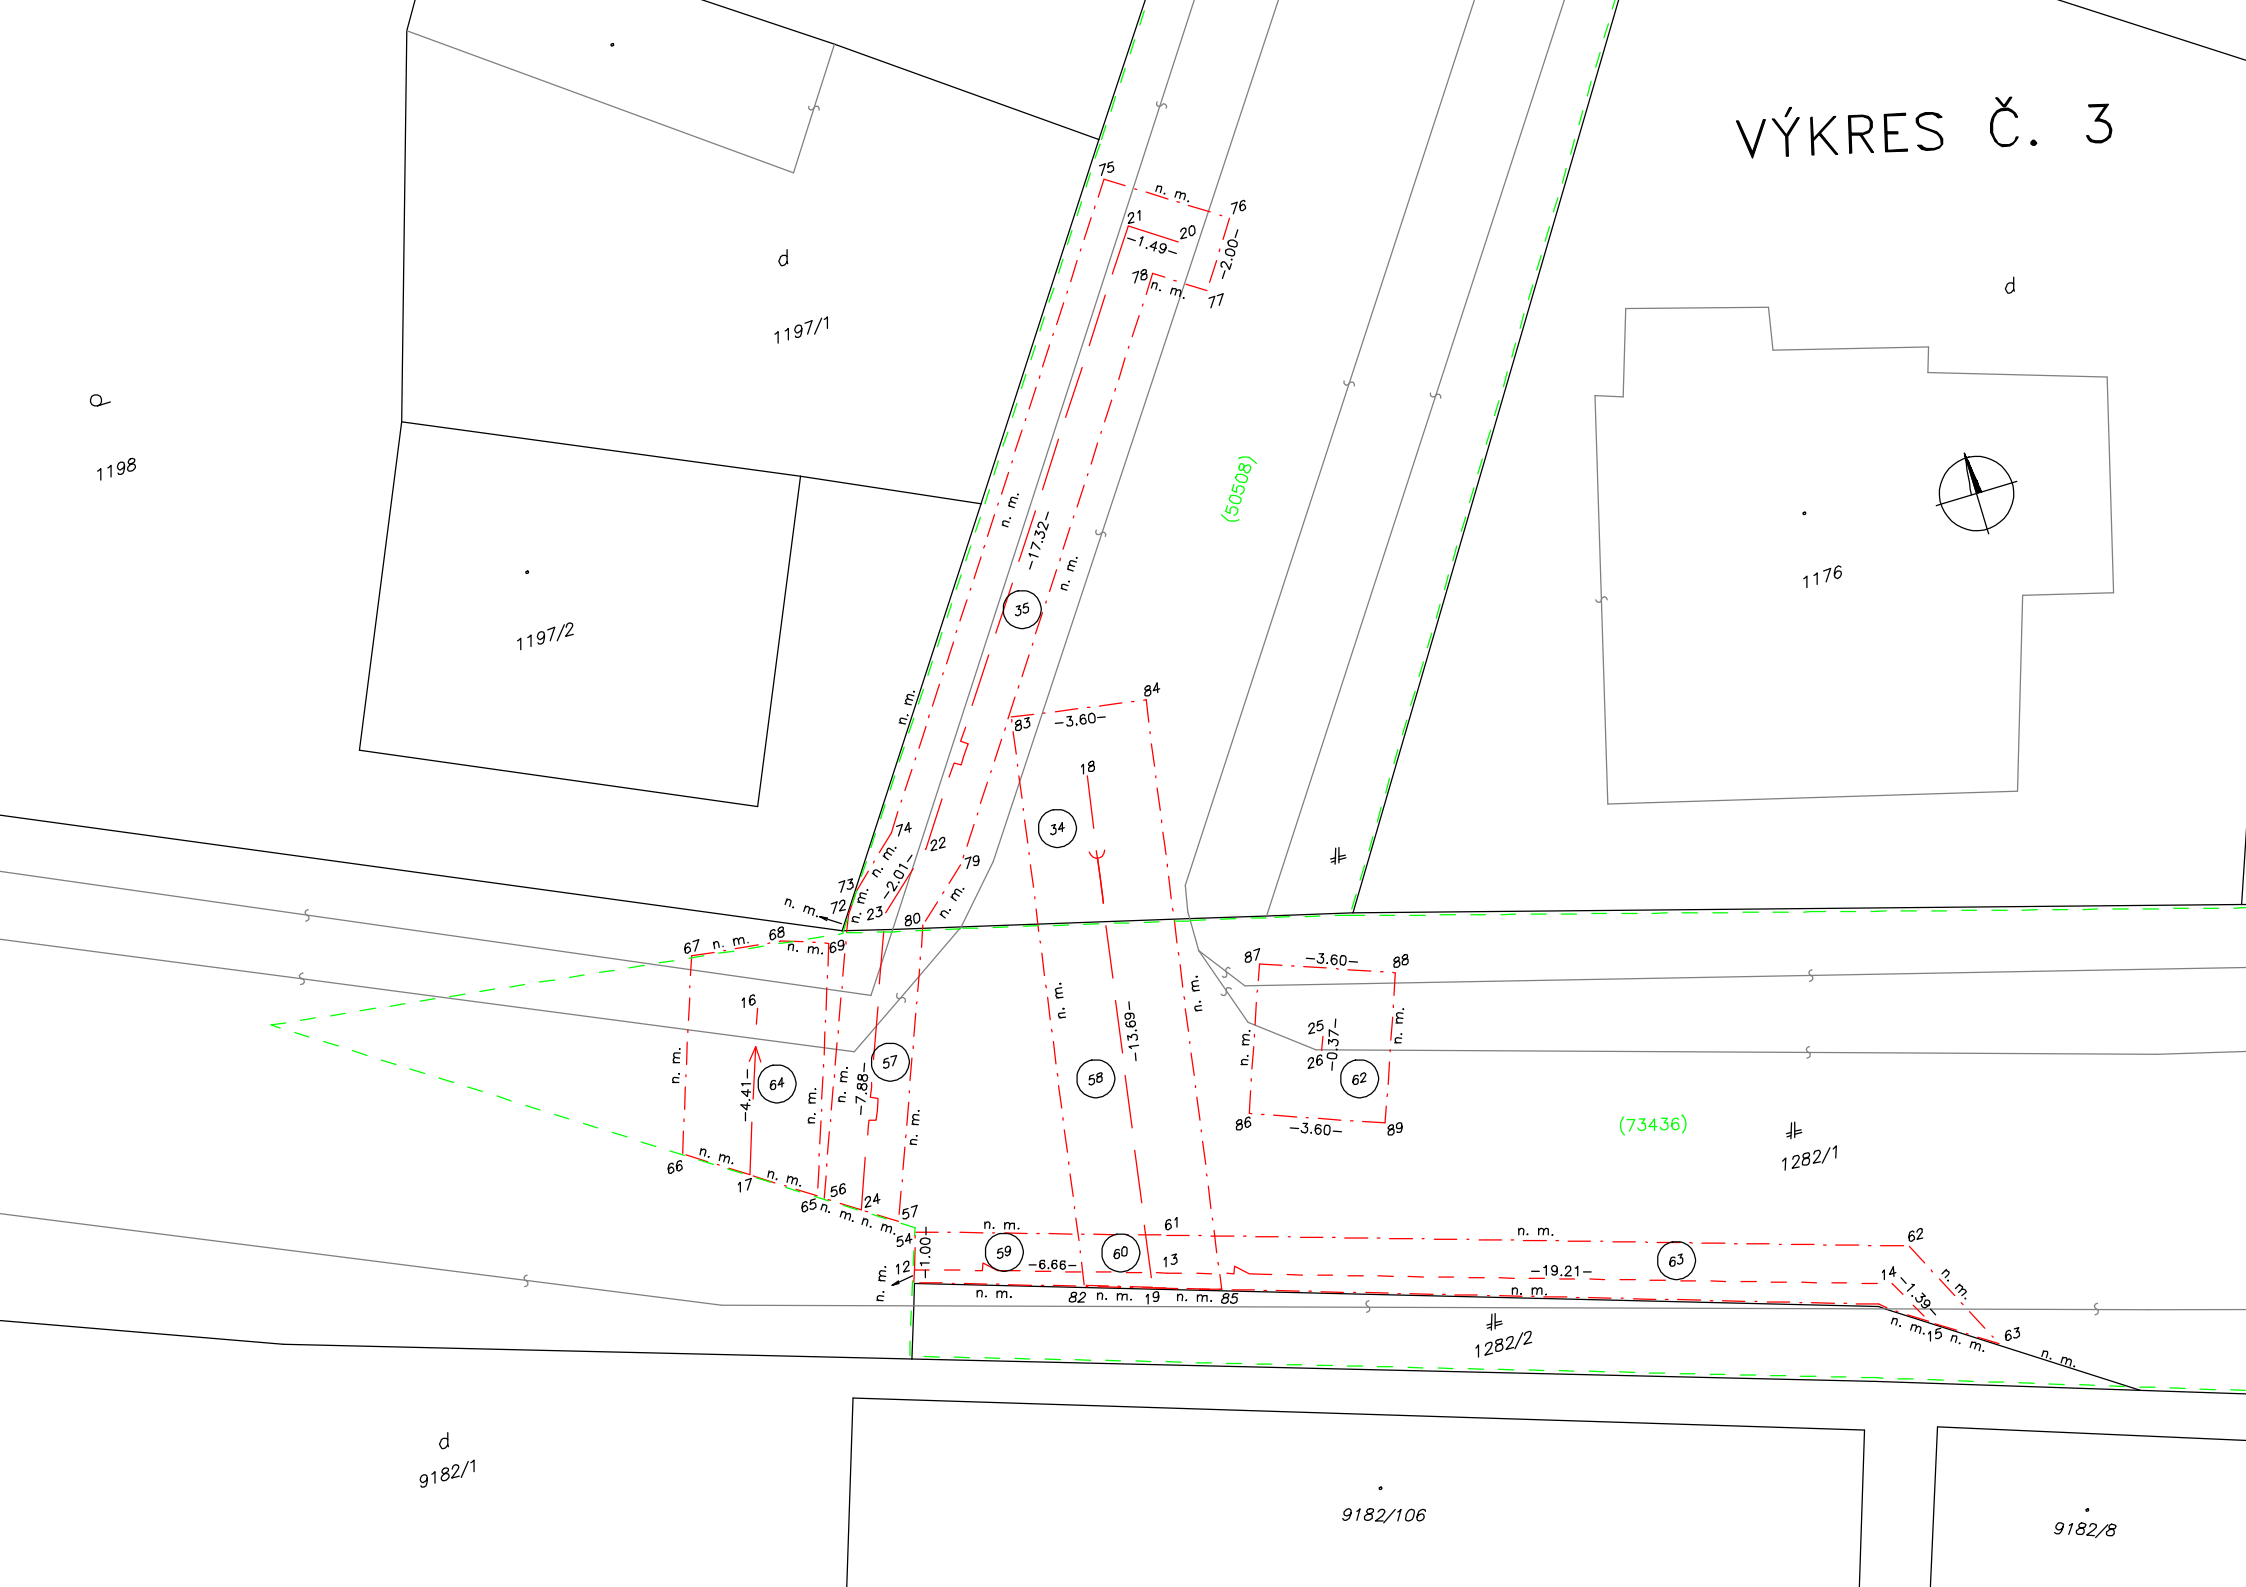 VÝKRES Č. 3
75
n. m.
76
21
20
-1.49-
-2.00-
78
n. m.
77
d
1197/1
d
d
1198
(50508)
n. m.
-17.32-
n. m.
35
1176
1197/2
n. m.
84
83
-3.60-
18
74
34
22
n. m.
79
-2.01-
73
72
n. m.
n. m.
23
80
n. m.
67
n. m.
68
n. m.
69
87
-3.60-
88
16
n. m.
n. m.
-13.69-
25
-0.37-
26
n. m.
n. m.
n. m.
57
64
-4.41-
n. m.
n. m.
-7.88-
n. m.
58
62
86
-3.60-
89
(73436)
1282/1
66
n. m.
17
n. m.
65
56
24
57
n. m.
n. m.
54
n. m.
61
n. m.
62
-1.00-
59
60
63
12
n. m.
-6.66-
13
-19.21-
14
n. m.
-1.39-
n. m.
82
n. m.
19
n. m.
85
n. m.
n. m.
15
n. m.
63
n. m.
1282/2
d
9182/1
9182/106
9182/8